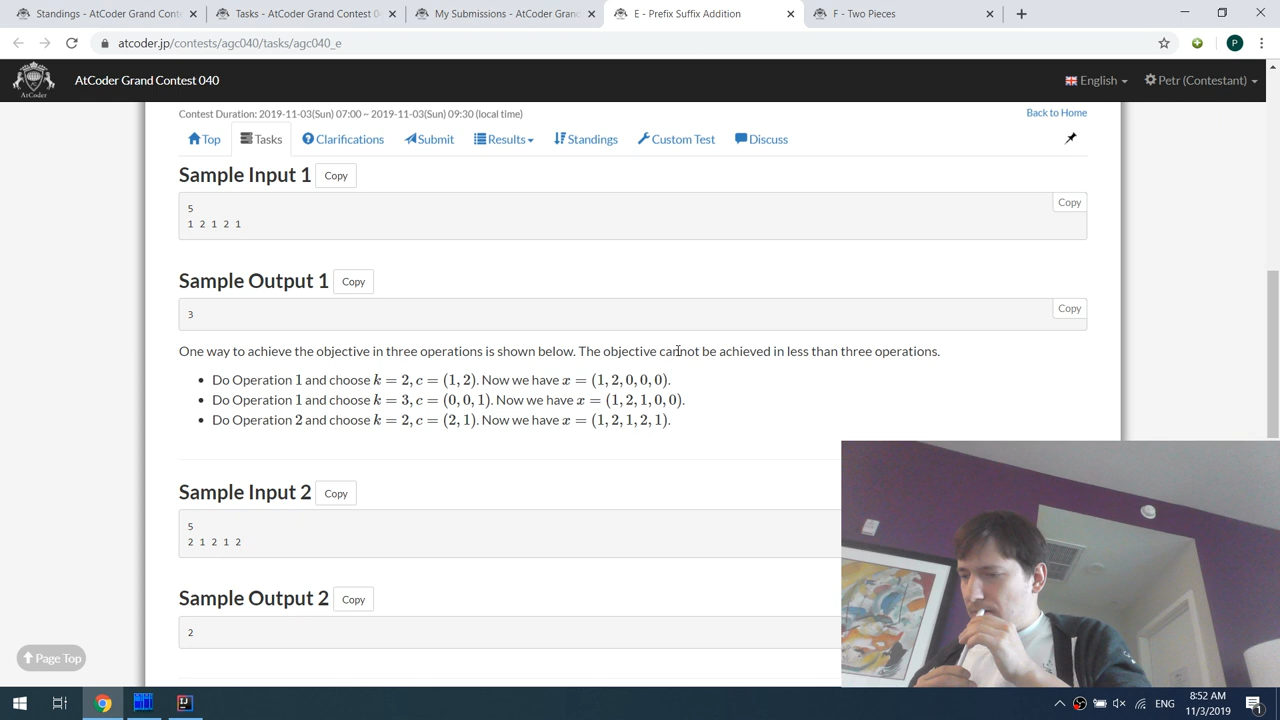 Standings - AtCoder Grand Cont
Tasks - AtCoder Grand Contest 0
My Submissions - AtCoder Gran
E - Prefix Suffix Addition
F - Two Pieces
atcoder.jp/contests/agc040/tasks/agc040_e
P
AtCoder Grand Contest 040
English
Petr (Contestant)
Contest Duration: 2019-11-03(Sun) 07:00 ~ 2019-11-03(Sun) 09:30 (local time)
Back to Home
Top
Tasks
Clarifications
Submit
Results
Standings
Custom Test
Discuss
Sample Input 1
Copy
Copy
5
1 2 1 2 1
Sample Output 1
Copy
Copy
3
One way to achieve the objective in three operations is shown below. The objective cannot be achieved in less than three operations.
• Do Operation 1 and choose k = 2, c = (1, 2). Now we have x = (1, 2, 0, 0, 0).
• Do Operation 1 and choose k = 3, c = (0, 0, 1). Now we have x = (1, 2, 1, 0, 0).
• Do Operation 2 and choose k = 2, c = (2, 1). Now we have x = (1, 2, 1, 2, 1).
Sample Input 2
Copy
5
2 1 2 1 2
Sample Output 2
Copy
2
Page Top
ENG
8:52 AM
11/3/2019
1